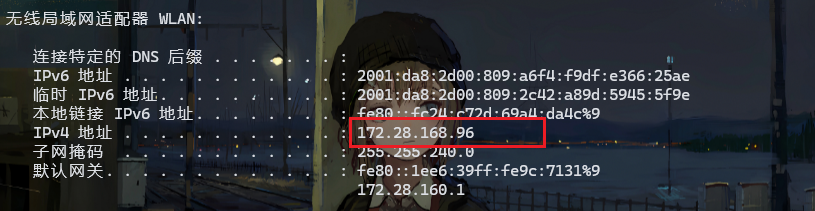 无线局域网适配器 WLAN:
连接特定的 DNS 后缀 . . . . . . . :
IPv6 地址 . . . . . . . . . . . . : 2001:da8:2d00:809:a6f4:f9df:e366:25ae
临时 IPv6 地址. . . . . . . . . . : 2001:da8:2d00:809:2c42:a89d:5945:5f9e
本地链接 IPv6 地址. . . . . . . . : fe80::fc24:c72d:69a4:da4c%9
IPv4 地址 . . . . . . . . . . . . : 172.28.168.96
子网掩码 . . . . . . . . . . . . : 255.255.240.0
默认网关. . . . . . . . . . . . . : fe80::1ee6:39ff:fe9c:7131%9
172.28.160.1